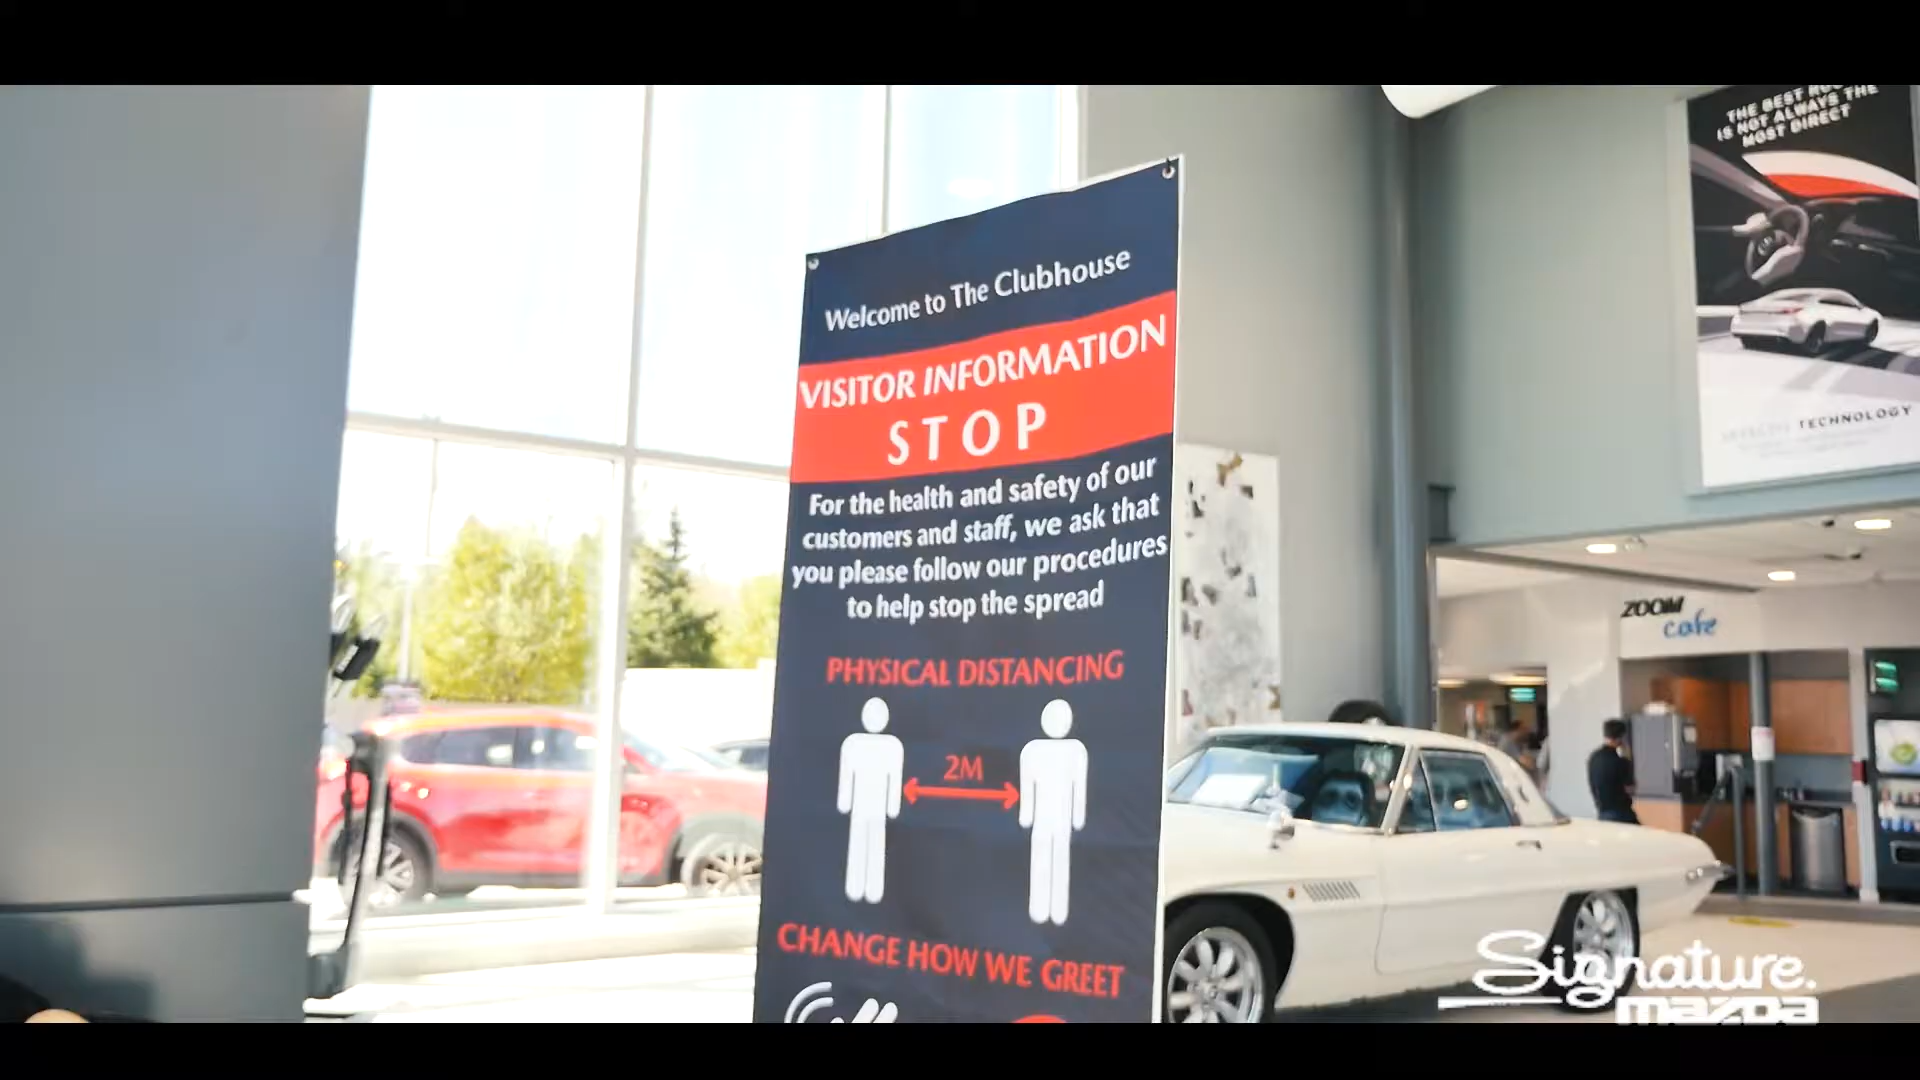 THE BEST
IS NOT ALWAYS THE
MOST DIRECT
Welcome to The Clubhouse
VISITOR INFORMATION
STOP
For the health and safety of our
customers and staff, we ask that
you please follow our procedures
to help stop the spread
PHYSICAL DISTANCING
2M
CHANGE HOW WE GREET
TECHNOLOGY
ZOOM
cafe
Signature.
mazda